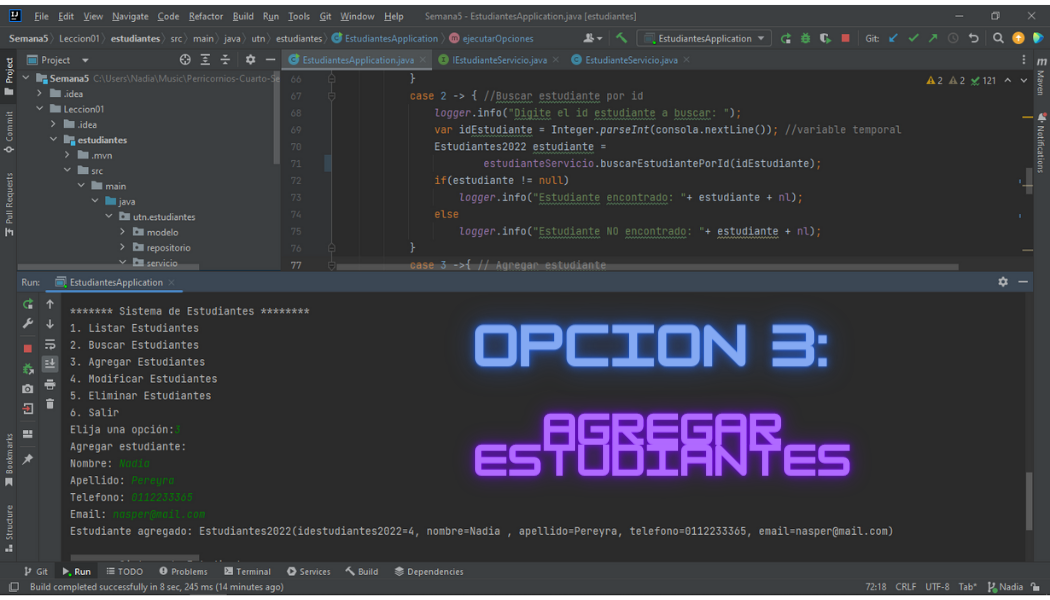 File Edit View Navigate Code Refactor Build Run Tools Git Window Help Semana5 - EstudiantesApplication.java [estudiantes]
Semana5 Leccion01 estudiantes src main java utn estudiantes EstudiantesApplication ejecutarOpciones EstudiantesApplication Git:
Project
EstudiantesApplication.java IEstudianteServicio.java EstudianteServicio.java
Semana5 C:\Users\Nadia\Music\Perricornios-Cuarto-Se
.idea
Leccion01
.idea
estudiantes
.mvn
src
main
java
utn.estudiantes
modelo
repositorio
servicio
2 2 121
66 }
67 case 2 -> { //Buscar estudiante por id
68 logger.info("Digite el id estudiante a buscar: ");
69 var idEstudiante = Integer.parseInt(consola.nextLine()); //variable temporal
70 Estudiantes2022 estudiante =
71 estudianteServicio.buscarEstudiantePorId(idEstudiante);
72 if(estudiante != null)
73 logger.info("Estudiante encontrado: "+ estudiante + nl);
74 else
75 logger.info("Estudiante NO encontrado: "+ estudiante + nl);
76 }
77 case 3 ->{ // Agregar estudiante
Project
Commit
Pull Requests
Bookmarks
Structure
m
Maven
Notifications
Run: EstudiantesApplication
******* Sistema de Estudiantes ********
1. Listar Estudiantes
2. Buscar Estudiantes
3. Agregar Estudiantes
4. Modificar Estudiantes
5. Eliminar Estudiantes
6. Salir
Elija una opción:3
Agregar estudiante:
Nombre: Nadia
Apellido: Pereyra
Telefono: 0112233365
Email: nasper@mail.com
Estudiante agregado: Estudiantes2022(idestudiantes2022=4, nombre=Nadia , apellido=Pereyra, telefono=0112233365, email=nasper@mail.com)
OPCION 3:
AGREGAR
ESTUDIANTES
Git Run TODO Problems Terminal Services Build Dependencies
Build completed successfully in 8 sec, 245 ms (14 minutes ago) 72:18 CRLF UTF-8 Tab* Nadia